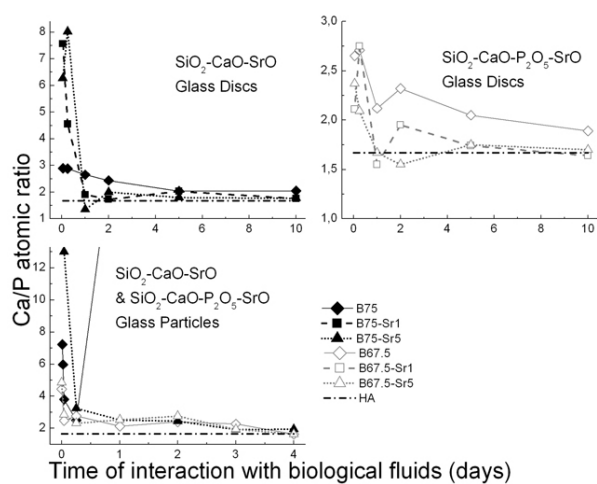 Ca/P atomic ratio
8
7
6
5
4
3
2
1
SiO₂-CaO-SrO
Glass Discs
0 2 4 6 8 10
3,0
2,5
2,0
1,5
1,0
SiO₂-CaO-P₂O₅-SrO
Glass Discs
0 2 4 6 8 10
12
10
8
6
4
2
SiO₂-CaO-SrO
& SiO₂-CaO-P₂O₅-SrO
Glass Particles
0 1 2 3 4
B75
B75-Sr1
B75-Sr5
B67.5
B67.5-Sr1
B67.5-Sr5
HA
Time of interaction with biological fluids (days)